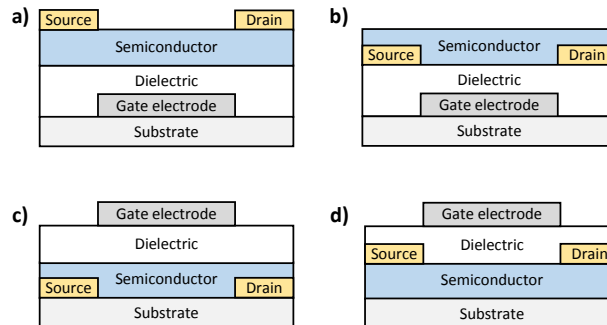 a)
Source
Drain
Semiconductor
Dielectric
Gate electrode
Substrate
b)
Semiconductor
Source
Drain
Dielectric
Gate electrode
Substrate
c)
Gate electrode
Dielectric
Semiconductor
Source
Drain
Substrate
d)
Gate electrode
Dielectric
Source
Drain
Semiconductor
Substrate